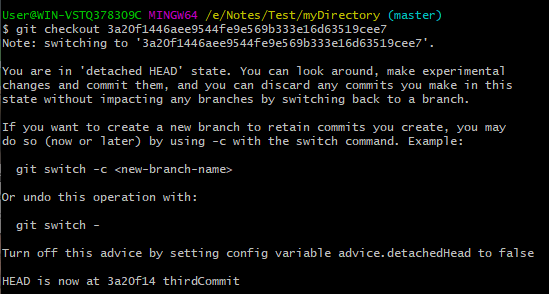 User@WIN-VSTQ378309C MINGW64 /e/Notes/Test/myDirectory (master)
$ git checkout 3a20f1446aee9544fe9e569b333e16d63519cee7
Note: switching to '3a20f1446aee9544fe9e569b333e16d63519cee7'.
You are in 'detached HEAD' state. You can look around, make experimental
changes and commit them, and you can discard any commits you make in this
state without impacting any branches by switching back to a branch.
If you want to create a new branch to retain commits you create, you may
do so (now or later) by using -c with the switch command. Example:
git switch -c <new-branch-name>
Or undo this operation with:
git switch -
Turn off this advice by setting config variable advice.detachedHead to false
HEAD is now at 3a20f14 thirdCommit